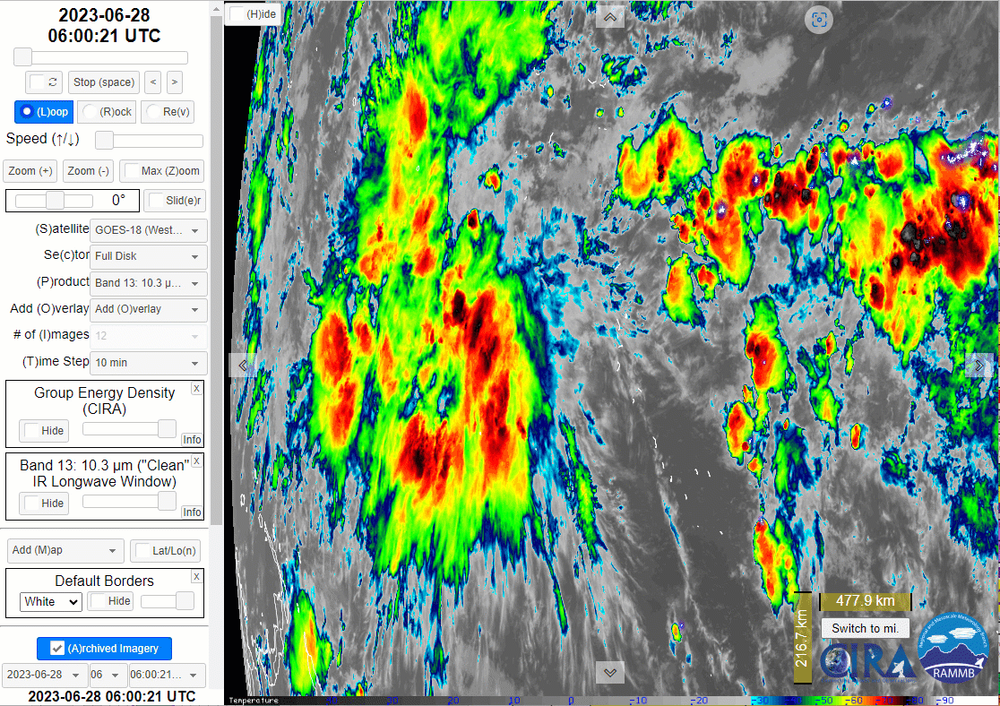 2023-06-28
06:00:21 UTC
Stop (space)
<
>
(L)oop
(R)ock
Re(v)
Speed (↑/↓)
Zoom (+)
Zoom (-)
Max (Z)oom
0°
Slid(e)r
(S)atellite
GOES-18 (West...
Se(c)tor
Full Disk
(P)roduct
Band 13: 10.3 µ...
Add (O)verlay
Add (O)verlay
# of (I)mages
12
(T)ime Step
10 min
Group Energy Density
(CIRA)
X
Hide
Info
Band 13: 10.3 µm ("Clean"
IR Longwave Window)
X
Hide
Info
Add (M)ap
Lat/Lo(n)
Default Borders
X
White
Hide
(A)rchived Imagery
2023-06-28
06
06:00:21...
2023-06-28 06:00:21 UTC
(H)ide
477.9 km
216.7 km
Switch to mi.
CIRA
Regional and Mesoscale Meteorology Branch
RAMMB
Temperature
30
20
10
0
-10
-20
-30
-50
-60
-90